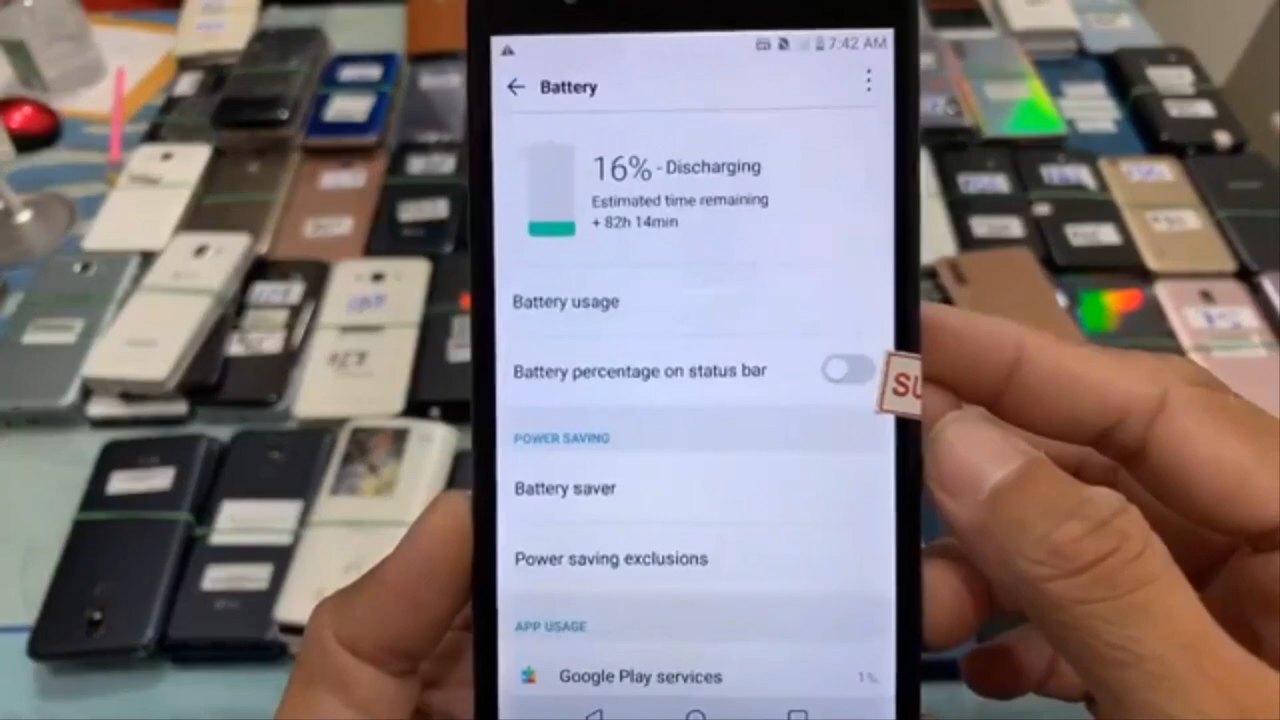 7:42 AM
Battery
16% - Discharging
Estimated time remaining
+ 82h 14min
Battery usage
Battery percentage on status bar
SU
POWER SAVING
Battery saver
Power saving exclusions
APP USAGE
Google Play services
1%